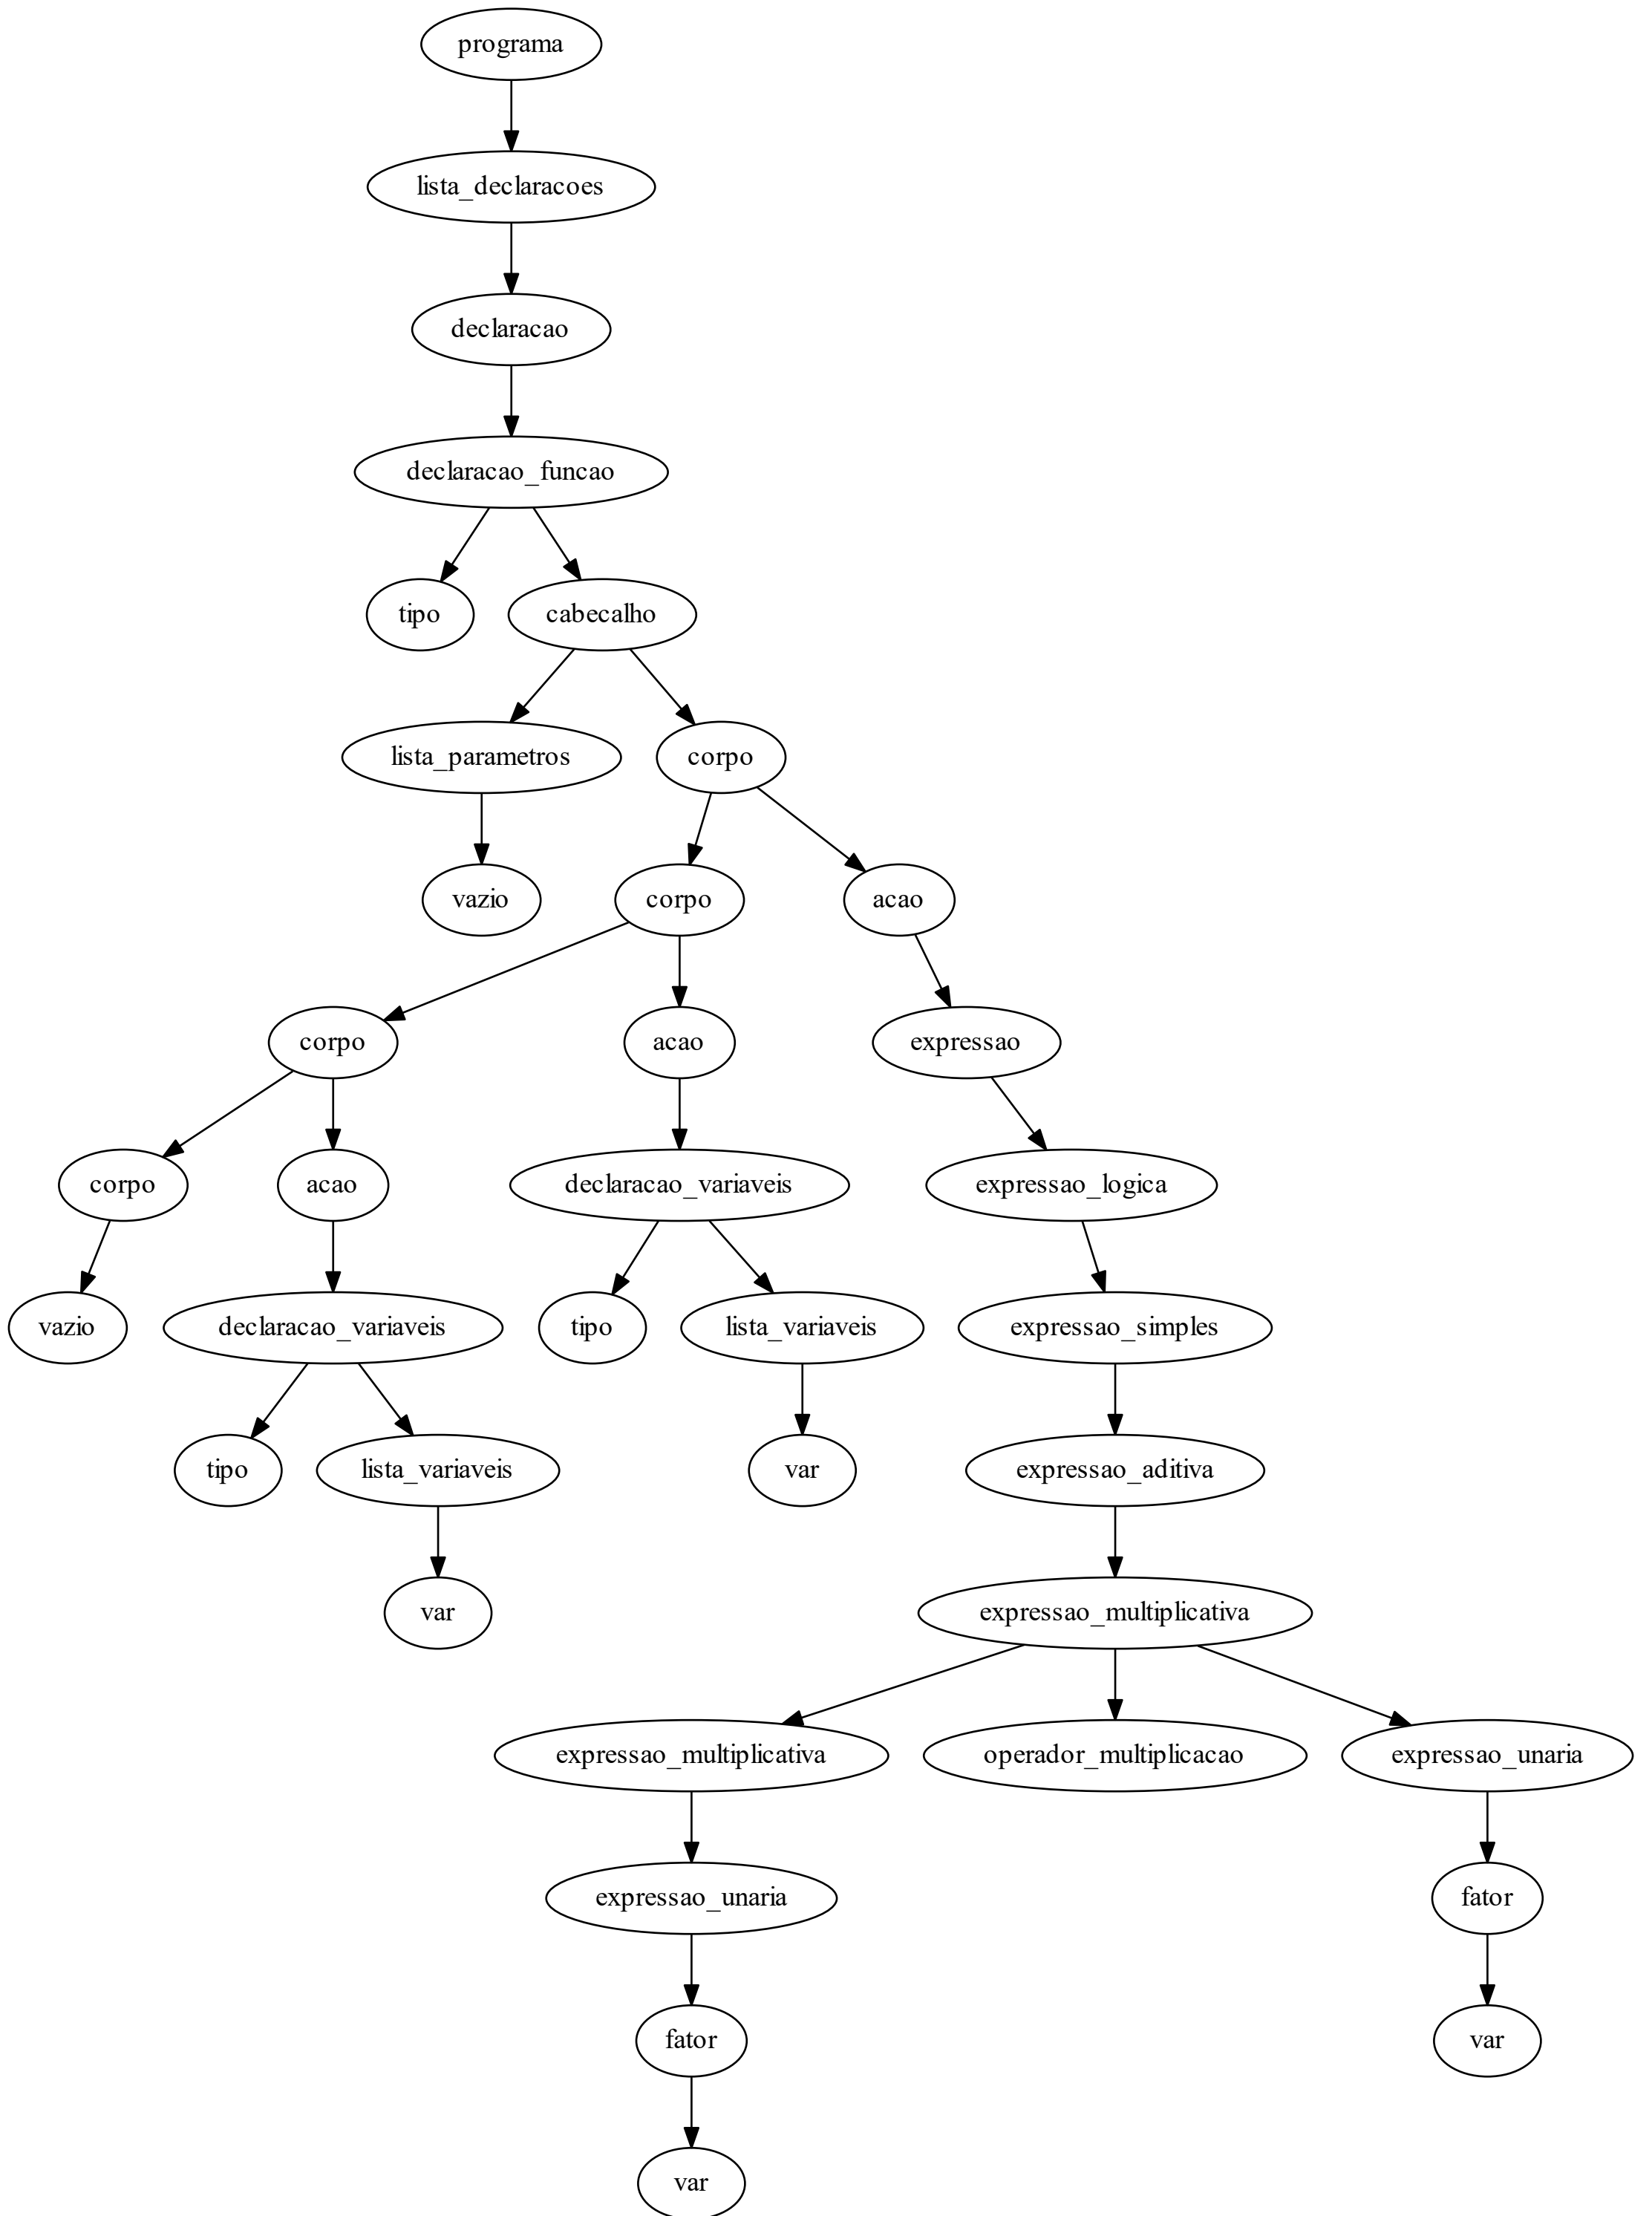 programa
lista_declaracoes
declaracao
declaracao_funcao
tipo
cabecalho
lista_parametros
corpo
vazio
corpo
acao
corpo
acao
expressao
corpo
acao
declaracao_variaveis
expressao_logica
vazio
declaracao_variaveis
tipo
lista_variaveis
expressao_simples
tipo
lista_variaveis
var
expressao_aditiva
var
expressao_multiplicativa
expressao_multiplicativa
operador_multiplicacao
expressao_unaria
expressao_unaria
fator
fator
var
var